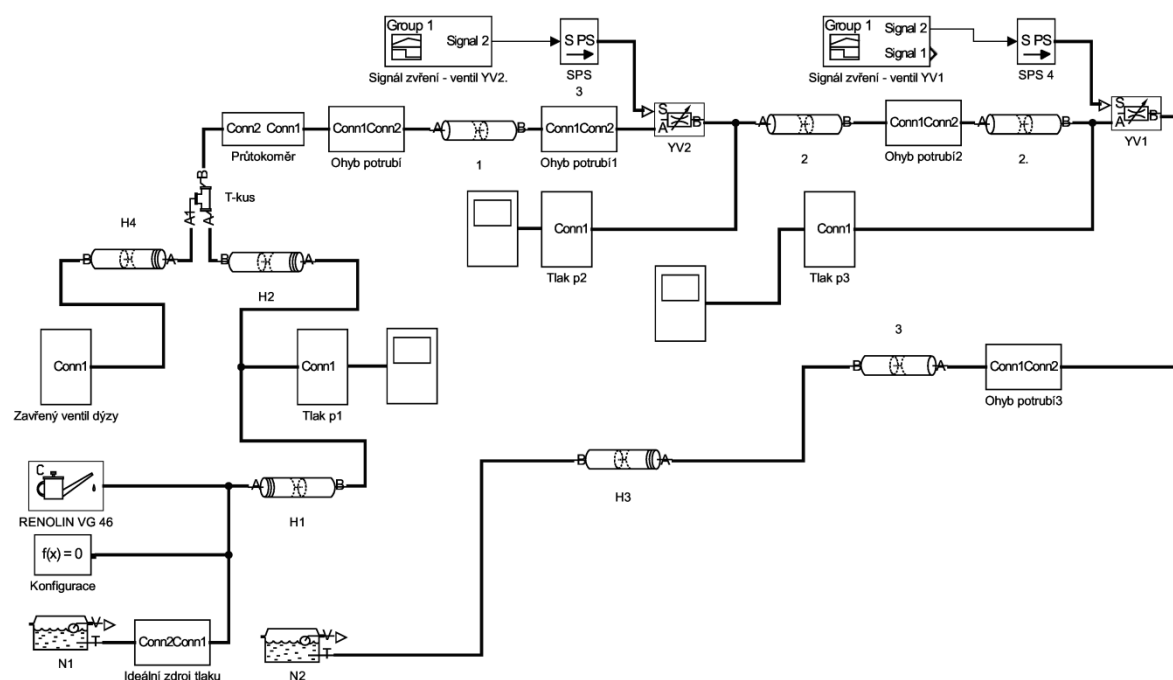 Group 1
Signal 2
Signál zvření - ventil YV2.
S PS
SPS
3
Group 1
Signal 2
Signal 1
Signál zvření - ventil YV1
S PS
SPS 4
Conn2 Conn1
Průtokoměr
Conn1Conn2
Ohyb potrubí
A
B
1
Conn1Conn2
Ohyb potrubí1
S
A
B
YV2
A
B
2
Conn1Conn2
Ohyb potrubí2
A
B
2.
S
A
B
YV1
B
A1
A
T-kus
H4
B
A
B
A
H2
Conn1
Tlak p2
Conn1
Tlak p3
Conn1
Zavřený ventil dýzy
Conn1
Tlak p1
3
B
A
Conn1Conn2
Ohyb potrubí3
B
A
H3
C
RENOLIN VG 46
A
B
H1
f(x) = 0
Konfigurace
V
T
N1
Conn2Conn1
Ideální zdroj tlaku
V
T
N2